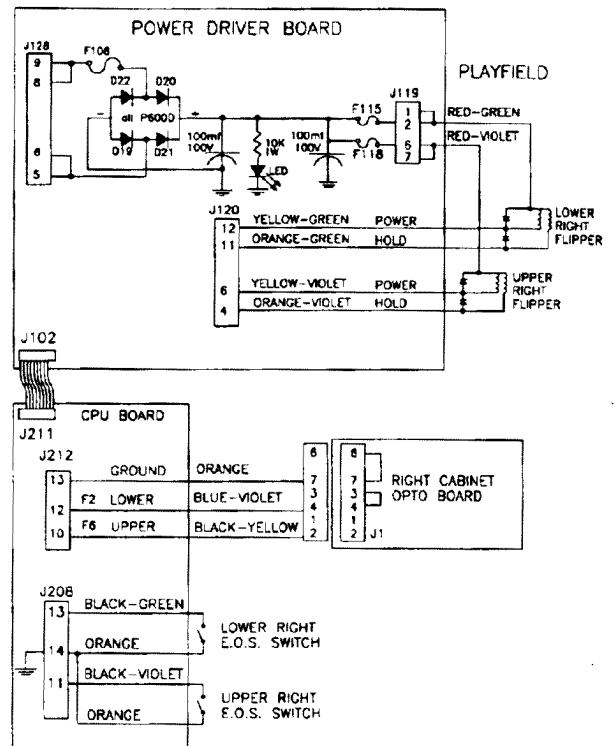 POWER DRIVER BOARD
J128
F106
9
8
6
5
D22
D20
all P600D
D19
D21
-
+
100mf
100V
10K
1W
LED
100mf
100V
F115
F118
J119
1
2
6
7
PLAYFIELD
RED-GREEN
RED-VIOLET
J120
12
YELLOW-GREEN
POWER
11
ORANGE-GREEN
HOLD
LOWER
RIGHT
FLIPPER
6
YELLOW-VIOLET
POWER
4
ORANGE-VIOLET
HOLD
UPPER
RIGHT
FLIPPER
J102
J211
CPU BOARD
J212
13
GROUND
ORANGE
12
F2 LOWER
BLUE-VIOLET
10
F6 UPPER
BLACK-YELLOW
6
7
3
4
1
2
6
7
3
4
1
2
J1
RIGHT CABINET
OPTO BOARD
J208
13
BLACK-GREEN
14
ORANGE
LOWER RIGHT
E.O.S. SWITCH
11
BLACK-VIOLET
ORANGE
UPPER RIGHT
E.O.S. SWITCH